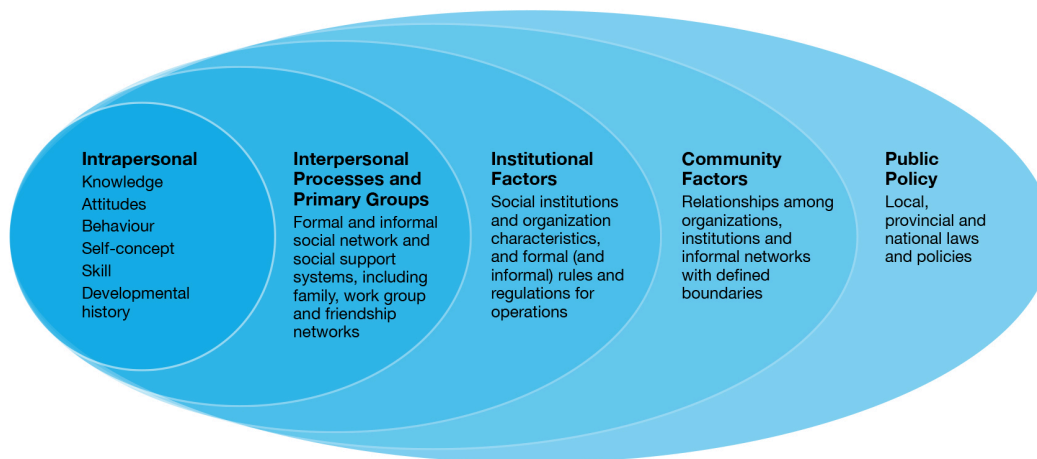 Intrapersonal
Knowledge
Attitudes
Behaviour
Self-concept
Skill
Developmental
history
Interpersonal
Processes and
Primary Groups
Formal and informal
social network and
social support
systems, including
family, work group
and friendship
networks
Institutional
Factors
Social institutions
and organization
characteristics,
and formal (and
informal) rules and
regulations for
operations
Community
Factors
Relationships among
organizations,
institutions and
informal networks
with defined
boundaries
Public
Policy
Local,
provincial and
national laws
and policies